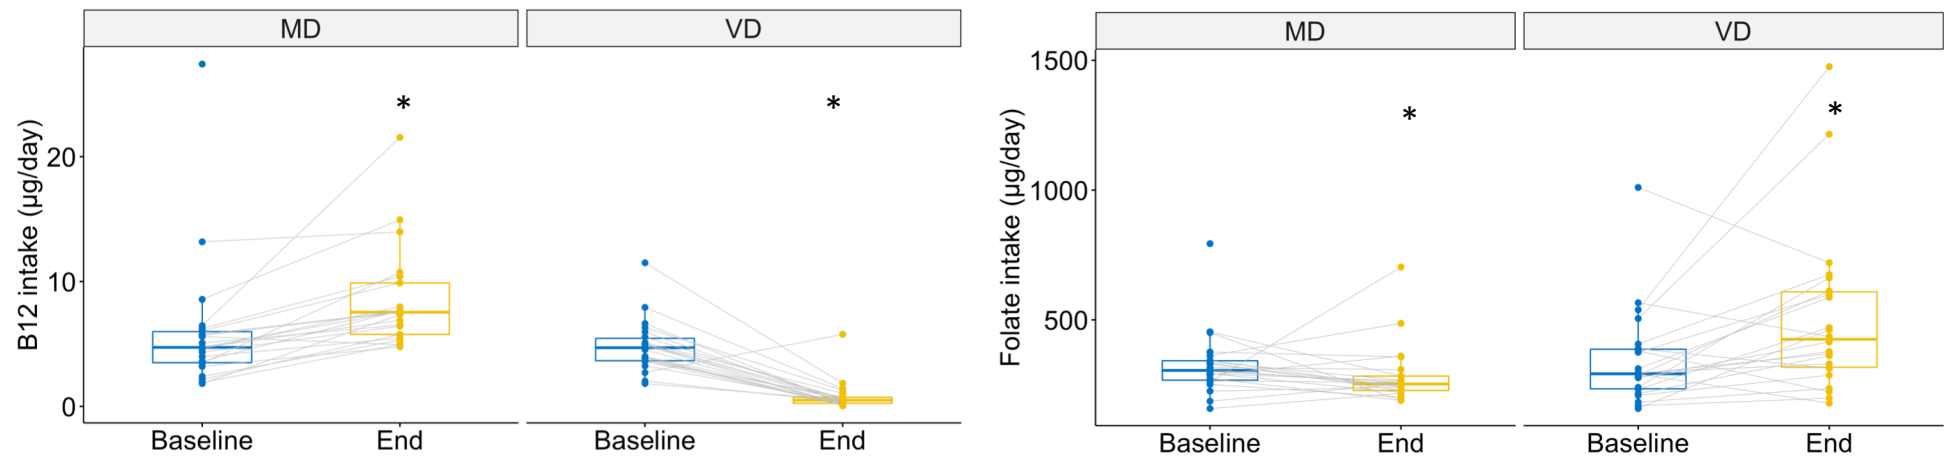 MD
VD
B12 intake (µg/day)
20
10
0
*
*
Baseline
End
Baseline
End
MD
VD
Folate intake (µg/day)
1500
1000
500
*
*
Baseline
End
Baseline
End